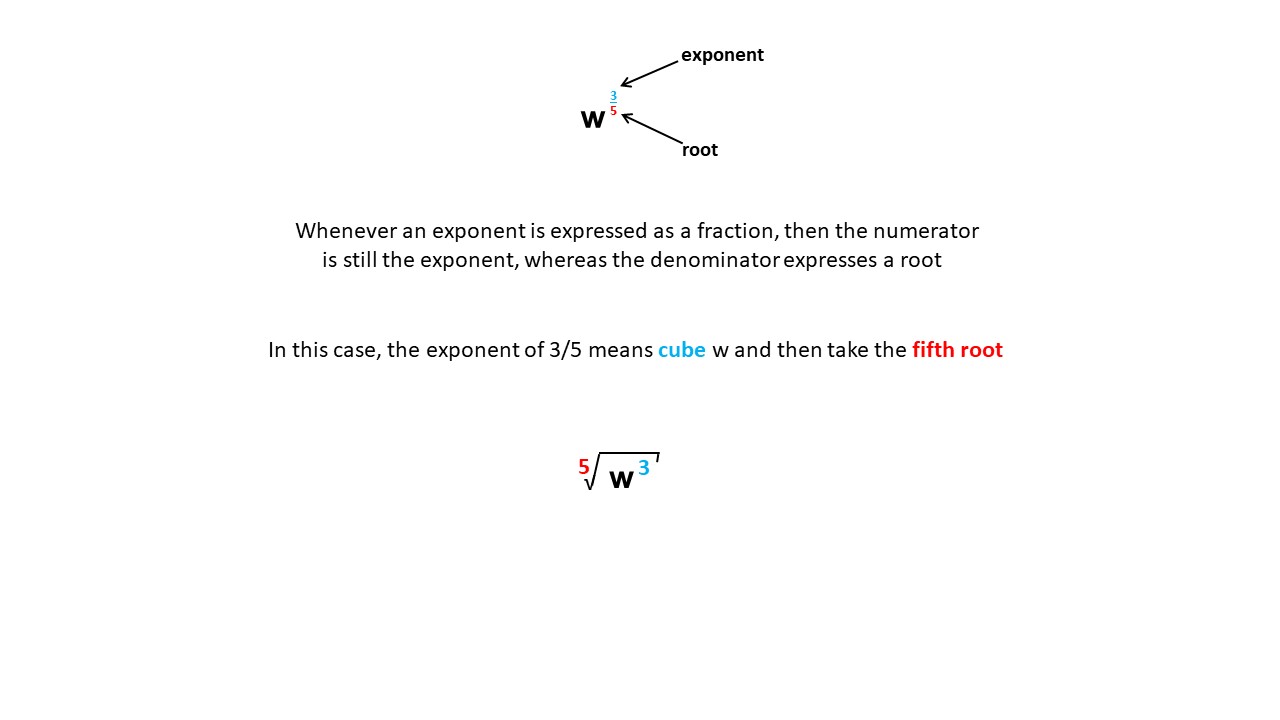 exponent
w^(3/5)
root
Whenever an exponent is expressed as a fraction, then the numerator
is still the exponent, whereas the denominator expresses a root
In this case, the exponent of 3/5 means cube w and then take the fifth root
5√w^3